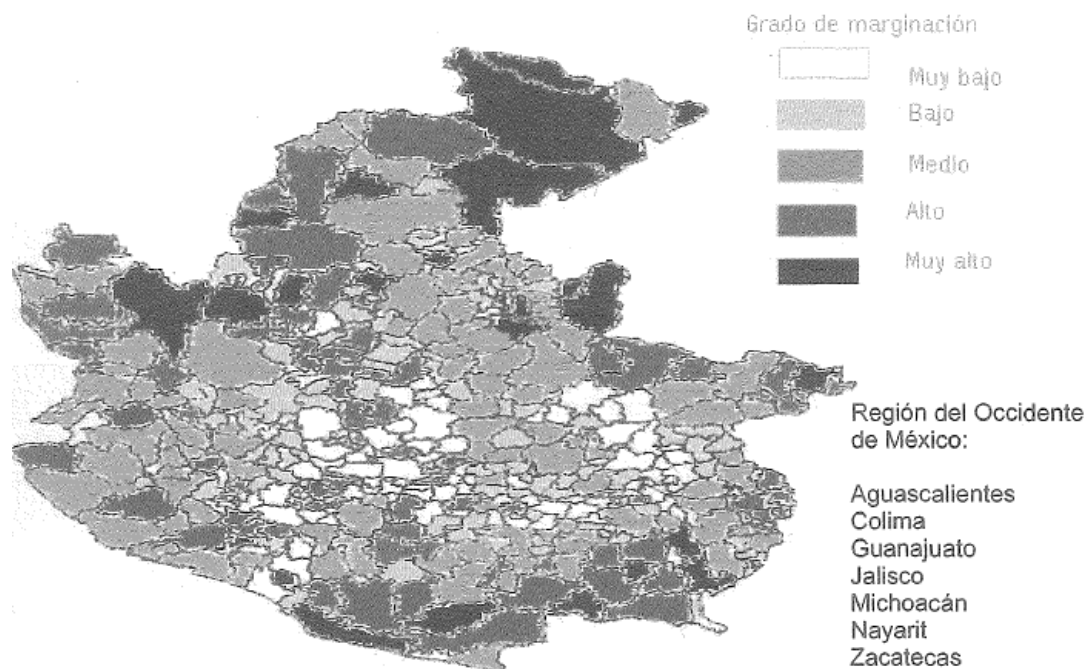 Grado de marginación
Muy bajo
Bajo
Medio
Alto
Muy alto
Región del Occidente
de México:
Aguascalientes
Colima
Guanajuato
Jalisco
Michoacán
Nayarit
Zacatecas